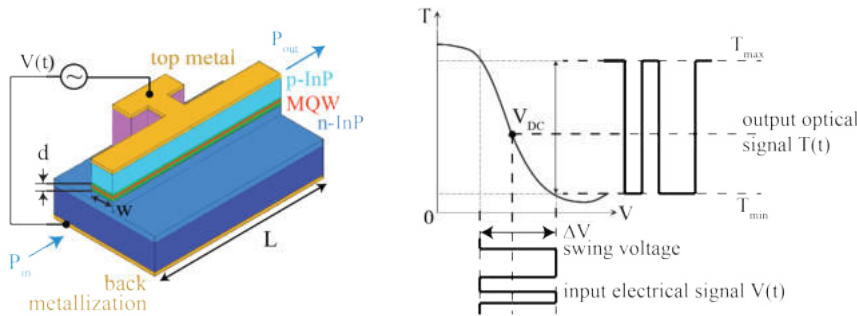 V(t)
top metal
P_out
p-InP
MQW
n-InP
d
w
L
P_in
back
metallization
T
T_max
V_DC
output optical
signal T(t)
T_min
0
V
ΔV
swing voltage
input electrical signal V(t)